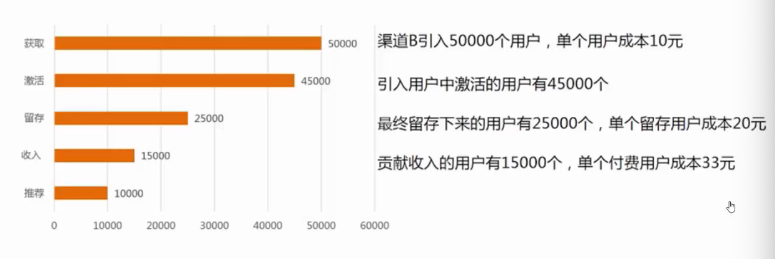 获取
50000
渠道B引入50000个用户，单个用户成本10元
激活
45000
引入用户中激活的用户有45000个
留存
25000
最终留存下来的用户有25000个，单个留存用户成本20元
收入
15000
贡献收入的用户有15000个，单个付费用户成本33元
推荐
10000
0 10000 20000 30000 40000 50000 60000